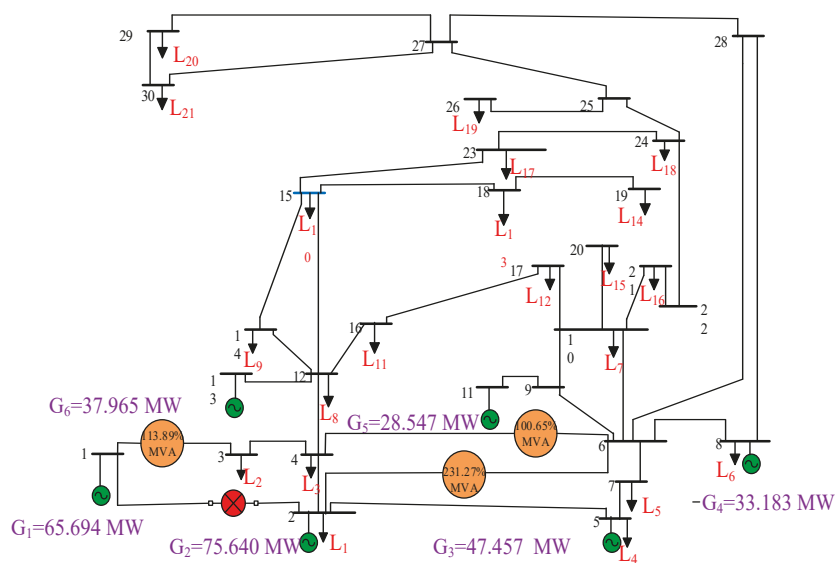 29
L20
27
28
30
L21
26
L19
25
23
L17
24
L18
15
L1
0
18
L1
3
19
L14
17
L12
20
L15
2
1
L16
2
2
1
4
L9
16
L11
1
0
L7
1
3
12
L8
11
9
G6=37.965 MW
G5=28.547 MW
113.89%
MVA
100.65%
MVA
1
3
L2
4
L3
6
8
L6
231.27%
MVA
7
L5
G4=33.183 MW
G1=65.694 MW
2
L1
5
L4
G2=75.640 MW
G3=47.457 MW